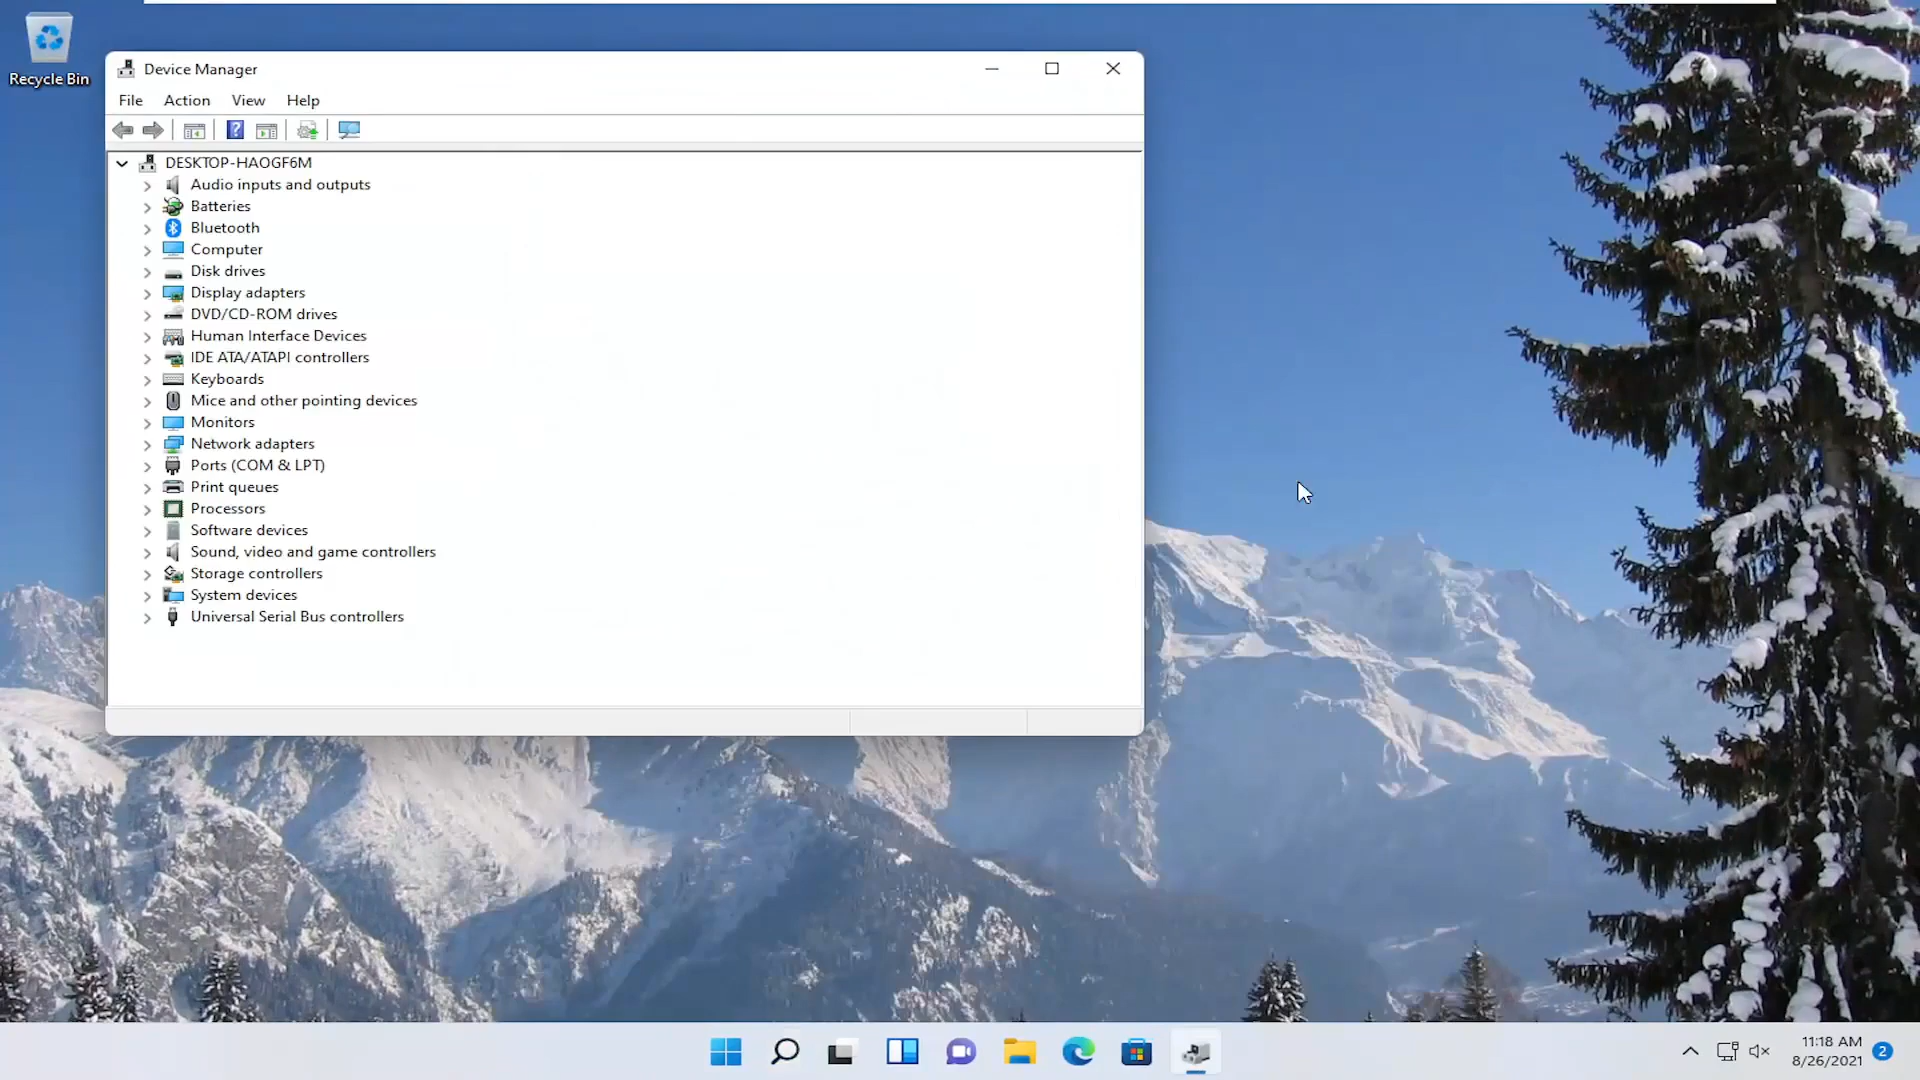 Recycle Bin
Device Manager
File Action View Help
DESKTOP-HAOGF6M
Audio inputs and outputs
Batteries
Bluetooth
Computer
Disk drives
Display adapters
DVD/CD-ROM drives
Human Interface Devices
IDE ATA/ATAPI controllers
Keyboards
Mice and other pointing devices
Monitors
Network adapters
Ports (COM & LPT)
Print queues
Processors
Software devices
Sound, video and game controllers
Storage controllers
System devices
Universal Serial Bus controllers
11:18 AM
8/26/2021
2